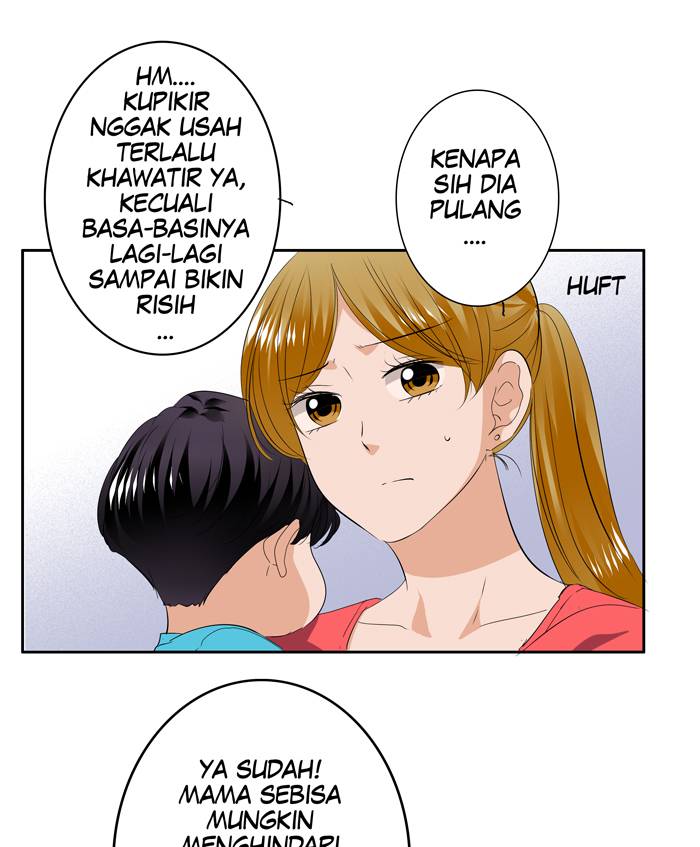 HM....
KUPIKIR
NGGAK USAH
TERLALU
KHAWATIR YA,
KECUALI
BASA-BASINYA
LAGI-LAGI
SAMPAI BIKIN
RISIH
...
KENAPA
SIH DIA
PULANG
....
HUFT
YA SUDAH!
MAMA SEBISA
MUNGKIN
MENGHINDARI